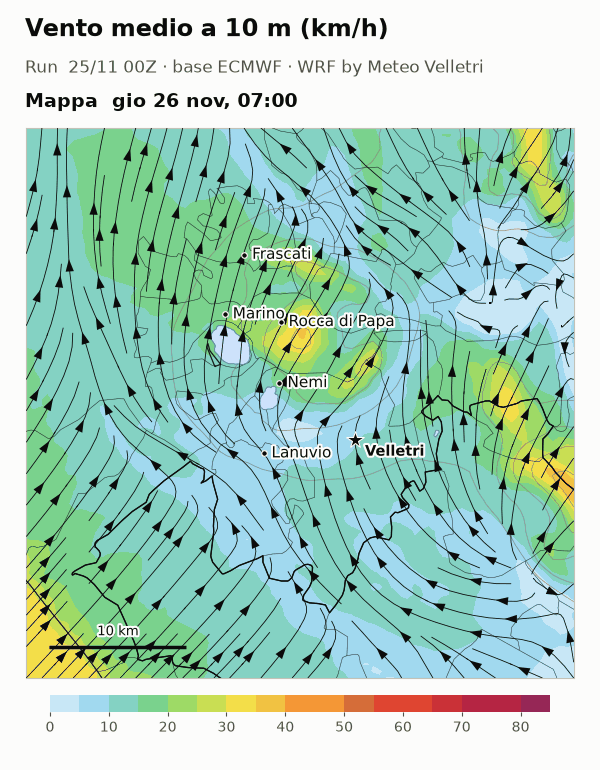 Vento medio a 10 m (km/h)
Run  25/11 00Z · base ECMWF · WRF by Meteo Velletri
Mappa  gio 26 nov, 07:00
Frascati
Marino
Rocca di Papa
Nemi
Velletri
Lanuvio
10 km
0 10 20 30 40 50 60 70 80